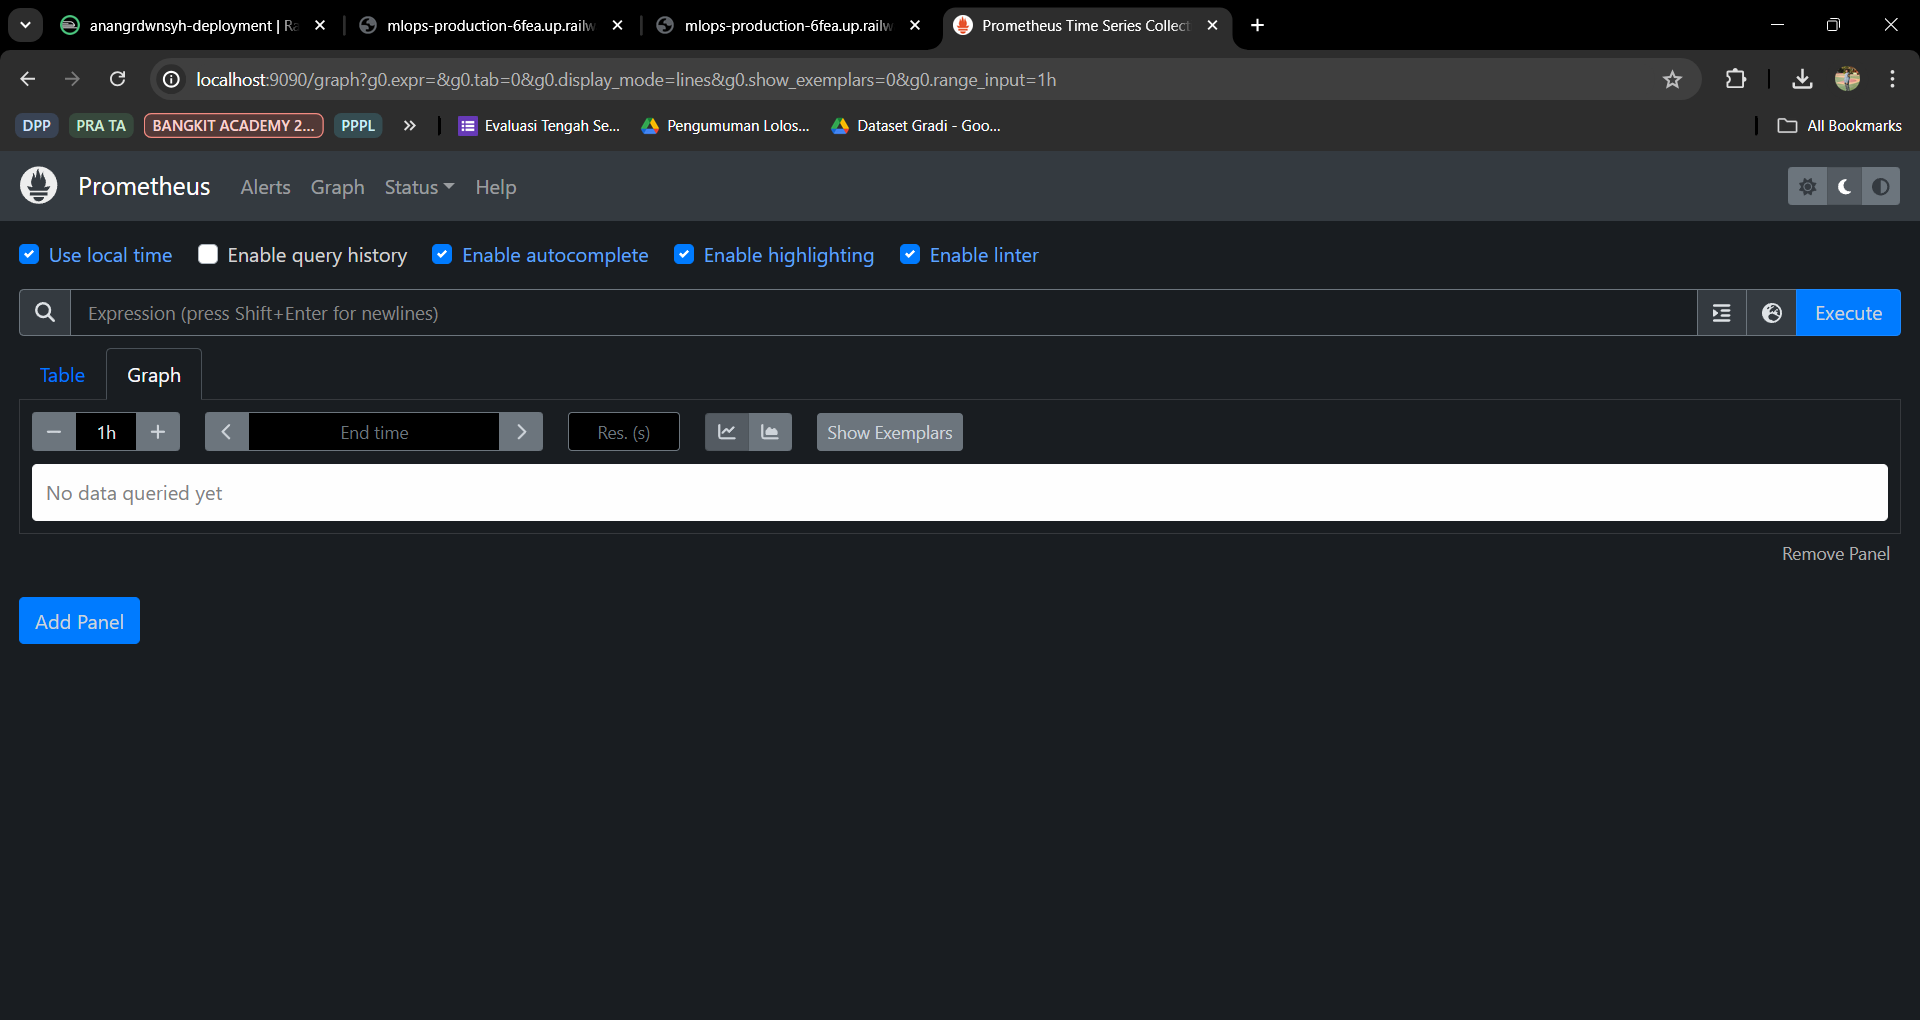 anangrdwnsyh-deployment | Ra
mlops-production-6fea.up.railw
mlops-production-6fea.up.railw
Prometheus Time Series Collect
localhost:9090/graph?g0.expr=&g0.tab=0&g0.display_mode=lines&g0.show_exemplars=0&g0.range_input=1h
DPP PRA TA BANGKIT ACADEMY 2... PPPL Evaluasi Tengah Se... Pengumuman Lolos... Dataset Gradi - Goo... All Bookmarks
Prometheus Alerts Graph Status Help
Use local time Enable query history Enable autocomplete Enable highlighting Enable linter
Expression (press Shift+Enter for newlines) Execute
Table Graph
1h End time Res. (s) Show Exemplars
No data queried yet
Remove Panel
Add Panel